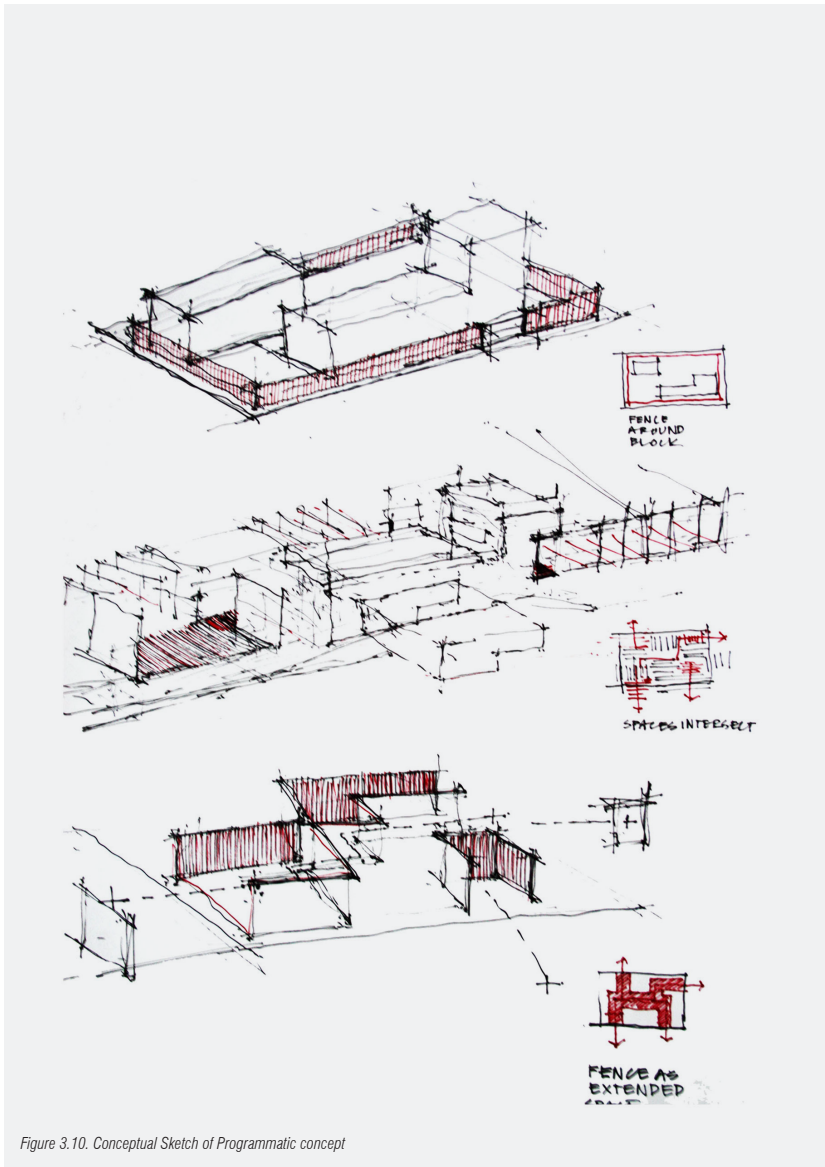 FENCE
AROUND
BLOCK
SPACES INTERSECT
FENCE AS
EXTENDED
Figure 3.10. Conceptual Sketch of Programmatic concept